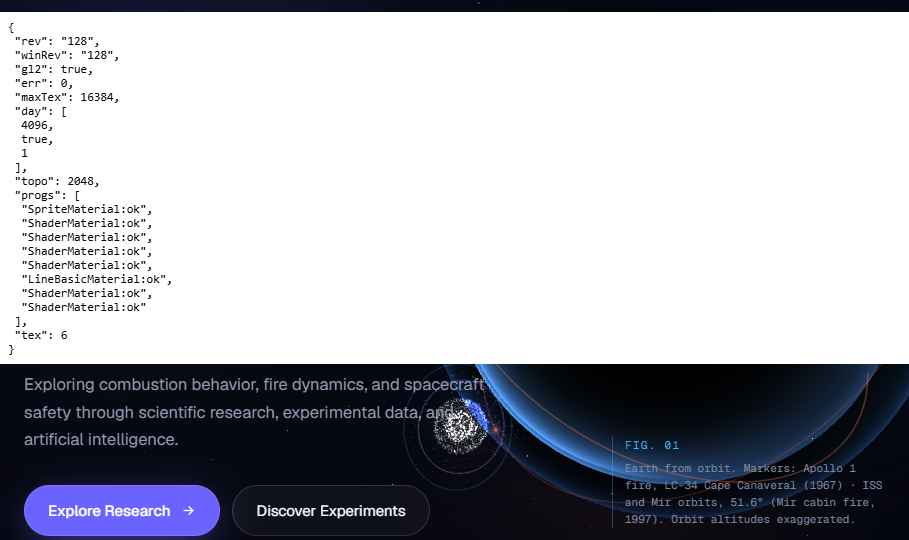 {
"rev": "128",
"winRev": "128",
"gl2": true,
"err": 0,
"maxTex": 16384,
"day": [
4096,
true,
1
],
"topo": 2048,
"progs": [
"SpriteMaterial:ok",
"ShaderMaterial:ok",
"ShaderMaterial:ok",
"ShaderMaterial:ok",
"ShaderMaterial:ok",
"LineBasicMaterial:ok",
"ShaderMaterial:ok",
"ShaderMaterial:ok"
],
"tex": 6
}
Exploring combustion behavior, fire dynamics, and spacecraft
safety through scientific research, experimental data, and
artificial intelligence.
Explore Research →
Discover Experiments
FIG. 01
Earth from orbit. Markers: Apollo 1
fire, LC-34 Cape Canaveral (1967) · ISS
and Mir orbits, 51.6° (Mir cabin fire,
1997). Orbit altitudes exaggerated.